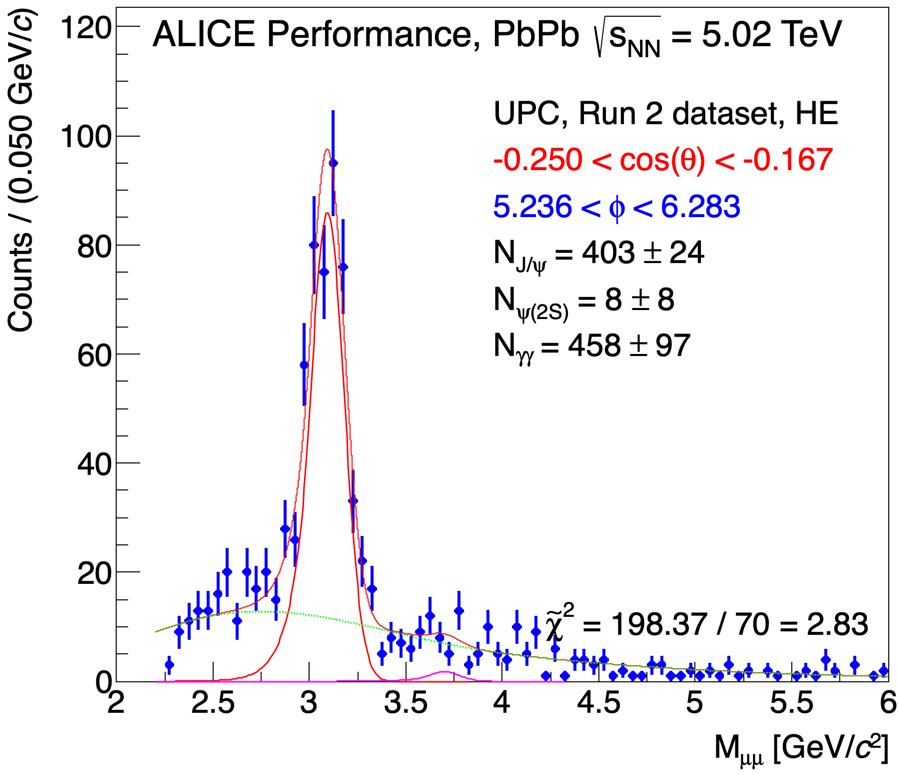 ALICE Performance, PbPb √s_NN = 5.02 TeV
UPC, Run 2 dataset, HE
-0.250 < cos(θ) < -0.167
5.236 < ϕ < 6.283
N_J/ψ = 403 ± 24
N_ψ(2S) = 8 ± 8
N_γγ = 458 ± 97
χ̃² = 198.37 / 70 = 2.83
Counts / (0.050 GeV/c)
120
100
80
60
40
20
0
2 2.5 3 3.5 4 4.5 5 5.5 6
M_μμ [GeV/c²]